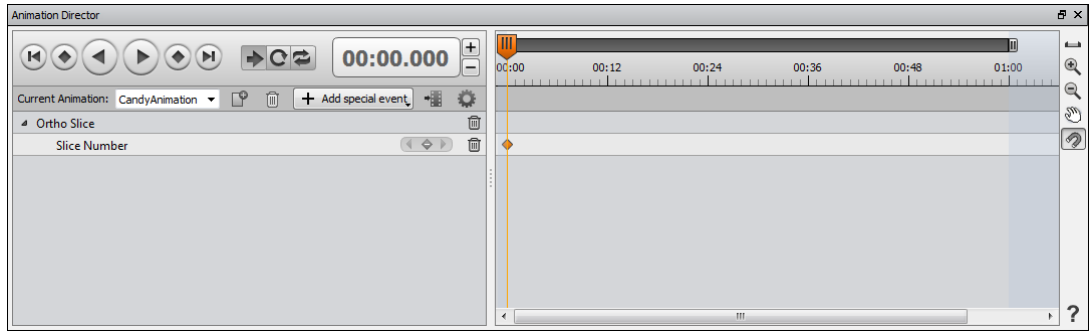 Animation Director
00:00.000
Current Animation: CandyAnimation
Add special event
Ortho Slice
Slice Number
00:00 00:12 00:24 00:36 00:48 01:00